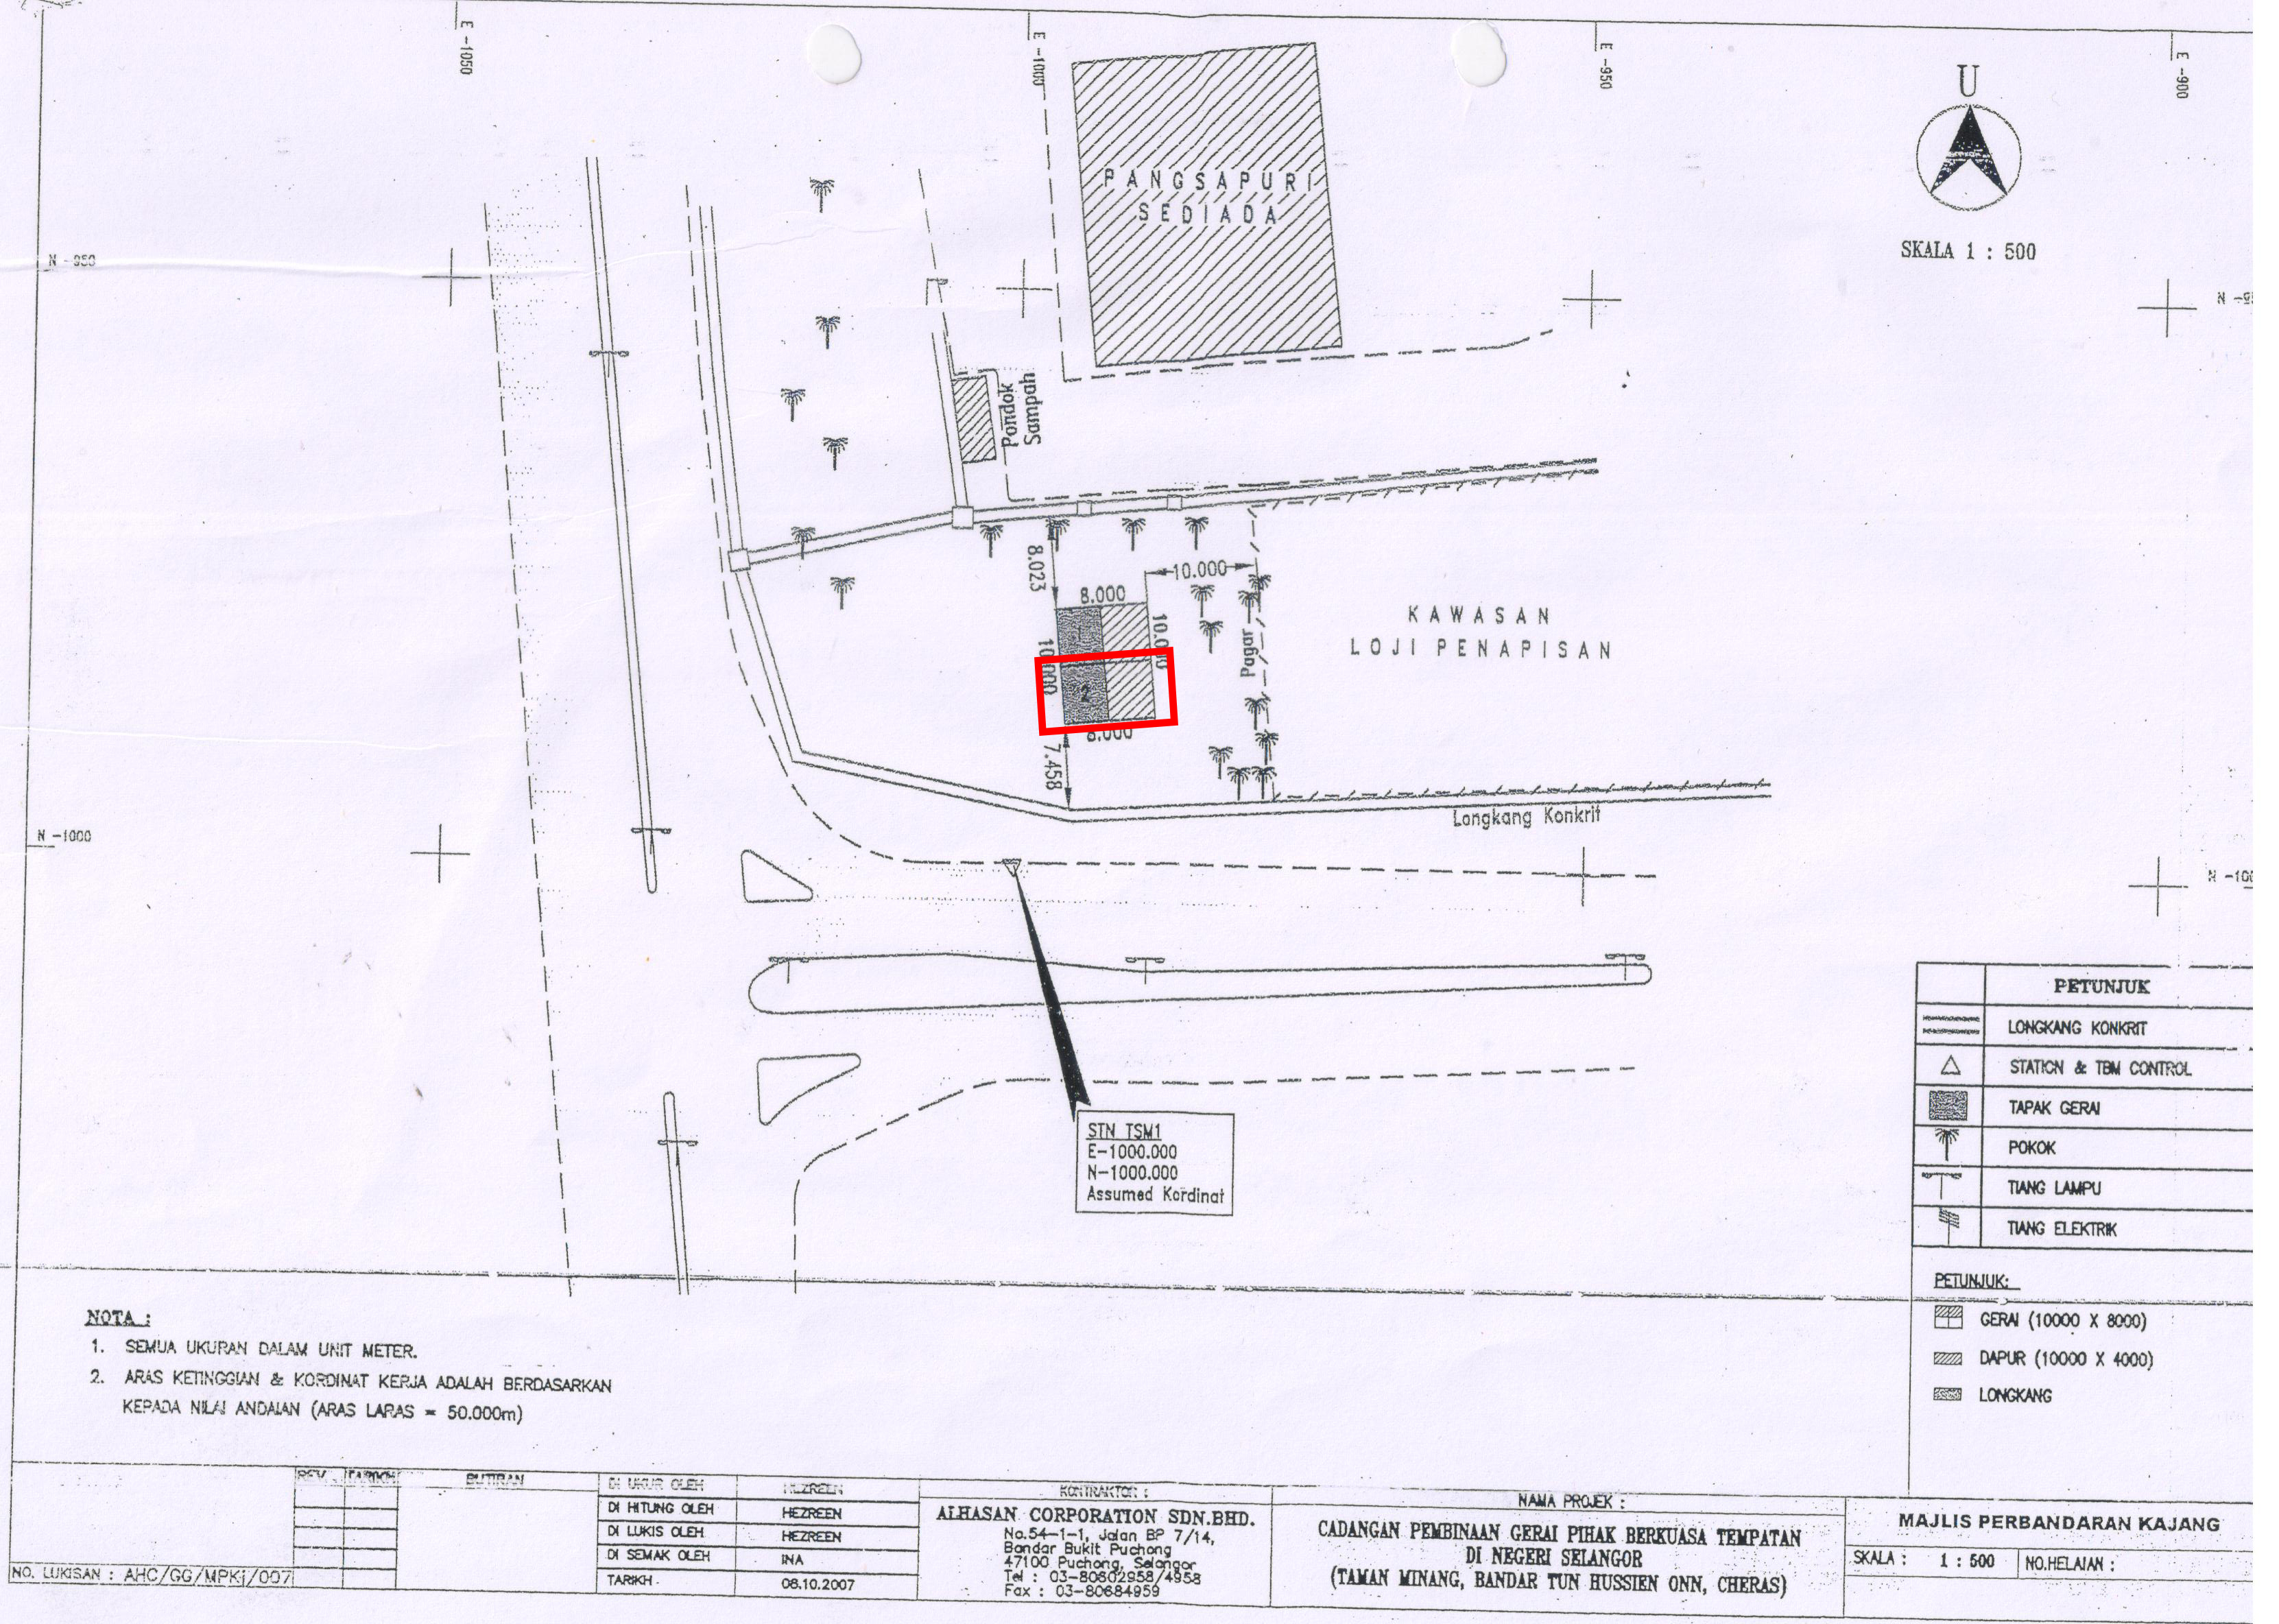 E -1050
E -1000
E -950
E -900
U
SKALA 1 : 500
N -950
PANGSAPURI
SEDIADA
Pondok
Sampah
8.023
10.000
8.000
10.000
1
KAWASAN
LOJI PENAPISAN
Pagar
10.000
2
8.000
7.458
Longkang Konkrit
N -1000
STN TSM1
E-1000.000
N-1000.000
Assumed Kordinat
PETUNJUK
LONGKANG KONKRIT
STATION & TBM CONTROL
TAPAK GERAI
POKOK
TIANG LAMPU
TIANG ELEKTRIK
PETUNJUK:
GERAI (10000 X 8000)
DAPUR (10000 X 4000)
LONGKANG
NOTA :
1. SEMUA UKURAN DALAM UNIT METER.
2. ARAS KETINGGIAN & KORDINAT KERJA ADALAH BERDASARKAN
KEPADA NILAI ANDAIAN (ARAS LARAS = 50.000m)
REV. TARIKH BUTIRAN
DI UKUR OLEH HEZREEN
DI HITUNG OLEH HEZREEN
DI LUKIS OLEH HEZREEN
DI SEMAK OLEH INA
TARIKH 08.10.2007
NO. LUKISAN : AHC/GG/MPKj/007
KONTRAKTOR :
ALHASAN CORPORATION SDN.BHD.
No.54-1-1, Jalan BP 7/14,
Bandar Bukit Puchong
47100 Puchong, Selangor
Tel : 03-80602958/4958
Fax : 03-80684959
NAMA PROJEK :
CADANGAN PEMBINAAN GERAI PIHAK BERKUASA TEMPATAN
DI NEGERI SELANGOR
(TAMAN MINANG, BANDAR TUN HUSSIEN ONN, CHERAS)
MAJLIS PERBANDARAN KAJANG
SKALA : 1 : 500 NO.HELAIAN :